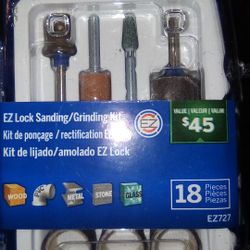 EZ Lock Sanding/Grinding Kit
Kit de ponçage / rectification EZ
Kit de lijado/amolado EZ Lock
EZ
VALUE | VALEUR | VALOR
$45
WOOD
METAL
STONE
GLASS
18 Pieces
Pièces
Piezas
EZ727